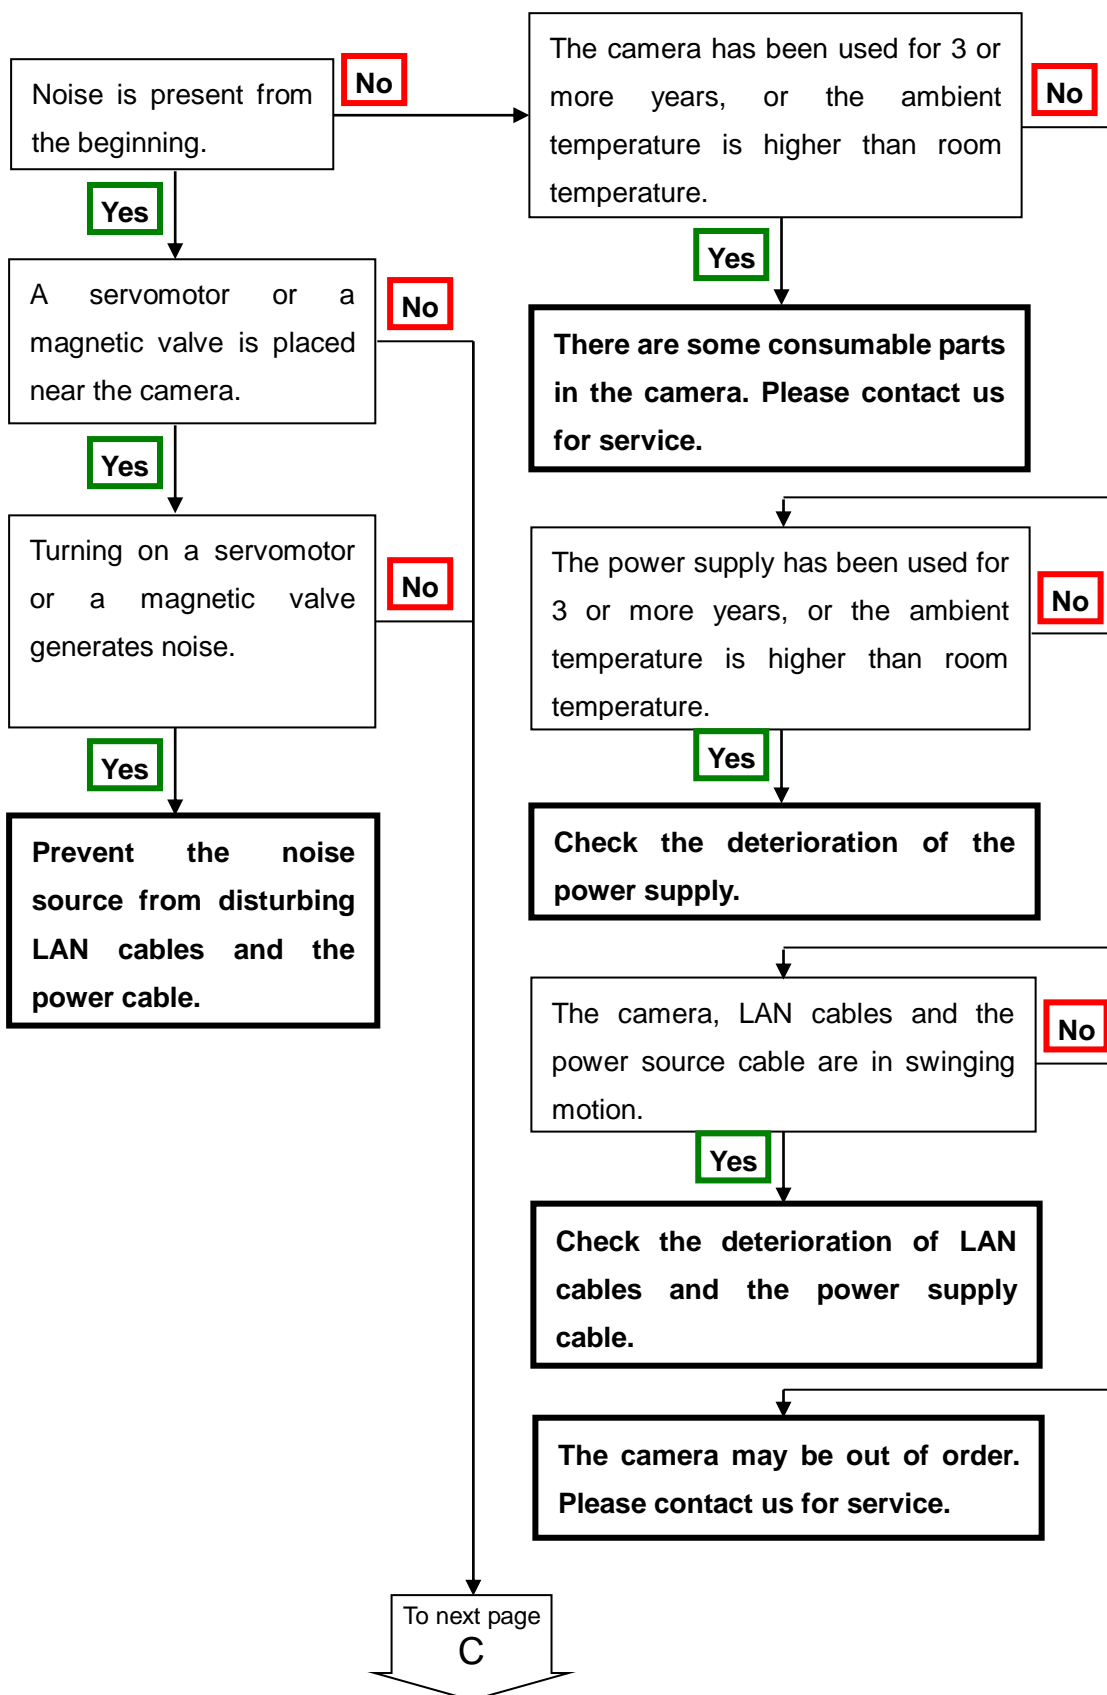 Noise is present from
the beginning.
No
The camera has been used for 3 or
more years, or the ambient
temperature is higher than room
temperature.
No
Yes
Yes
A servomotor or a
magnetic valve is placed
near the camera.
No
There are some consumable parts
in the camera. Please contact us
for service.
Yes
Turning on a servomotor
or a magnetic valve
generates noise.
No
The power supply has been used for
3 or more years, or the ambient
temperature is higher than room
temperature.
No
Yes
Yes
Prevent the noise
source from disturbing
LAN cables and the
power cable.
Check the deterioration of the
power supply.
The camera, LAN cables and the
power source cable are in swinging
motion.
No
Yes
Check the deterioration of LAN
cables and the power supply
cable.
The camera may be out of order.
Please contact us for service.
To next page
C